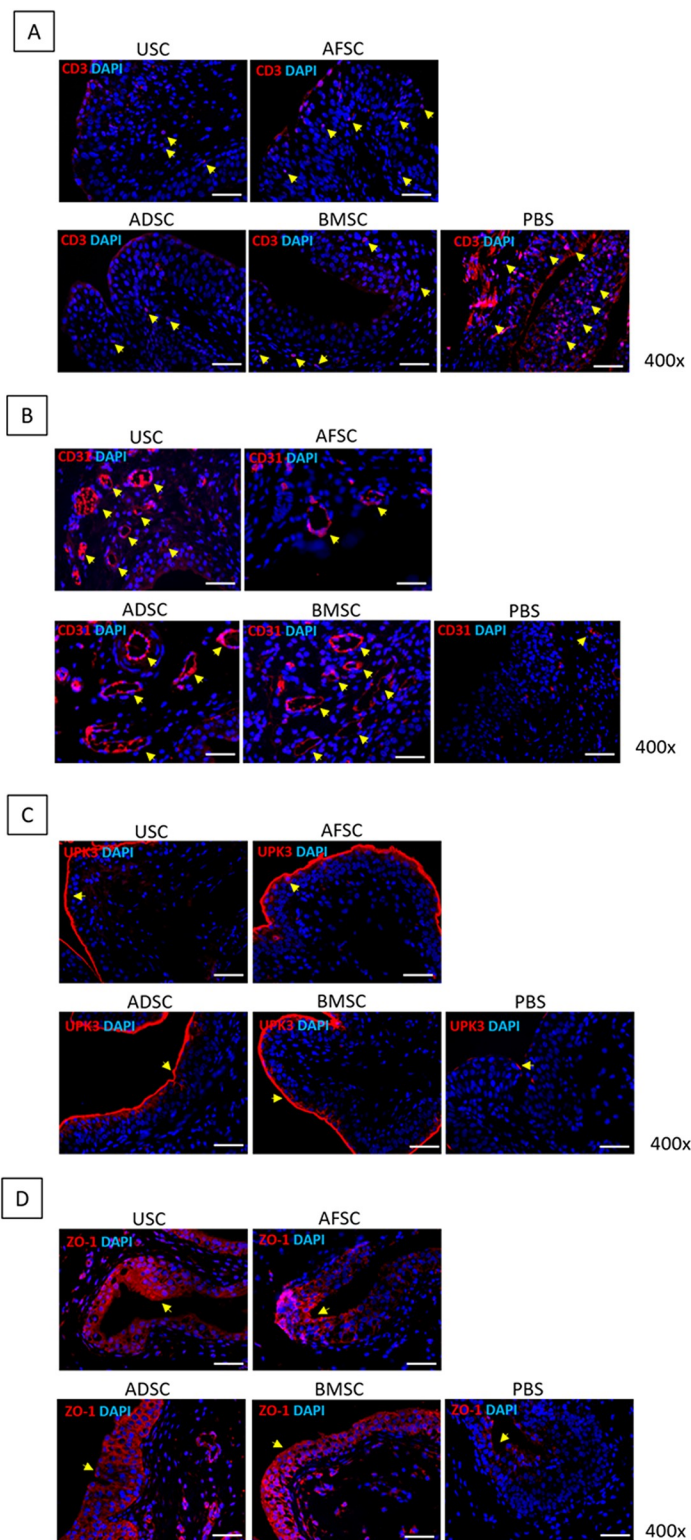 A
USC AFSC
CD3 DAPI CD3 DAPI
ADSC BMSC PBS
CD3 DAPI CD3 DAPI CD3 DAPI
400x
B
USC AFSC
CD31 DAPI CD31 DAPI
ADSC BMSC PBS
CD31 DAPI CD31 DAPI CD31 DAPI
400x
C
USC AFSC
UPK3 DAPI UPK3 DAPI
ADSC BMSC PBS
UPK3 DAPI UPK3 DAPI UPK3 DAPI
400x
D
USC AFSC
ZO-1 DAPI ZO-1 DAPI
ADSC BMSC PBS
ZO-1 DAPI ZO-1 DAPI ZO-1 DAPI
400x